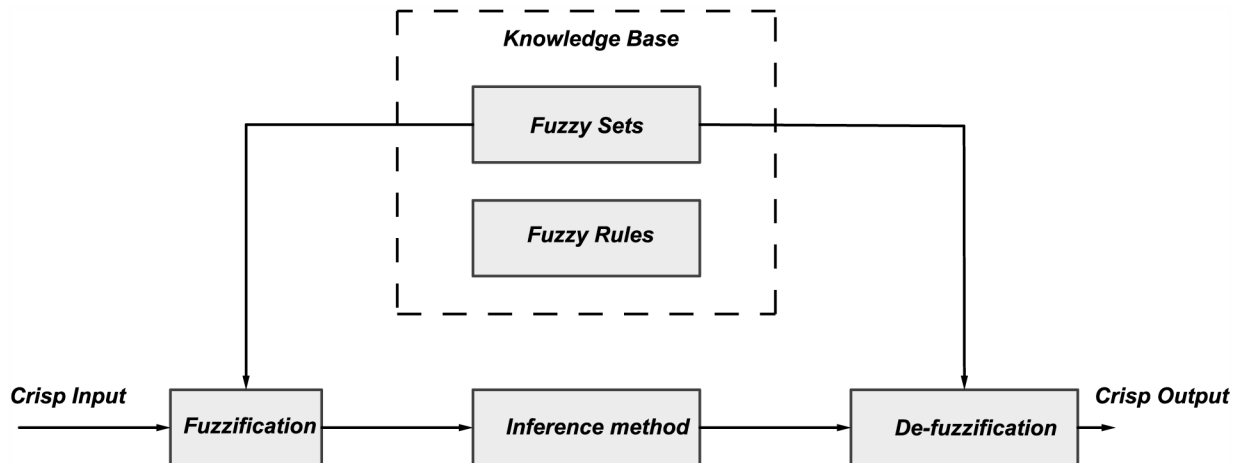 Knowledge Base
Fuzzy Sets
Fuzzy Rules
Crisp Input
Fuzzification
Inference method
De-fuzzification
Crisp Output